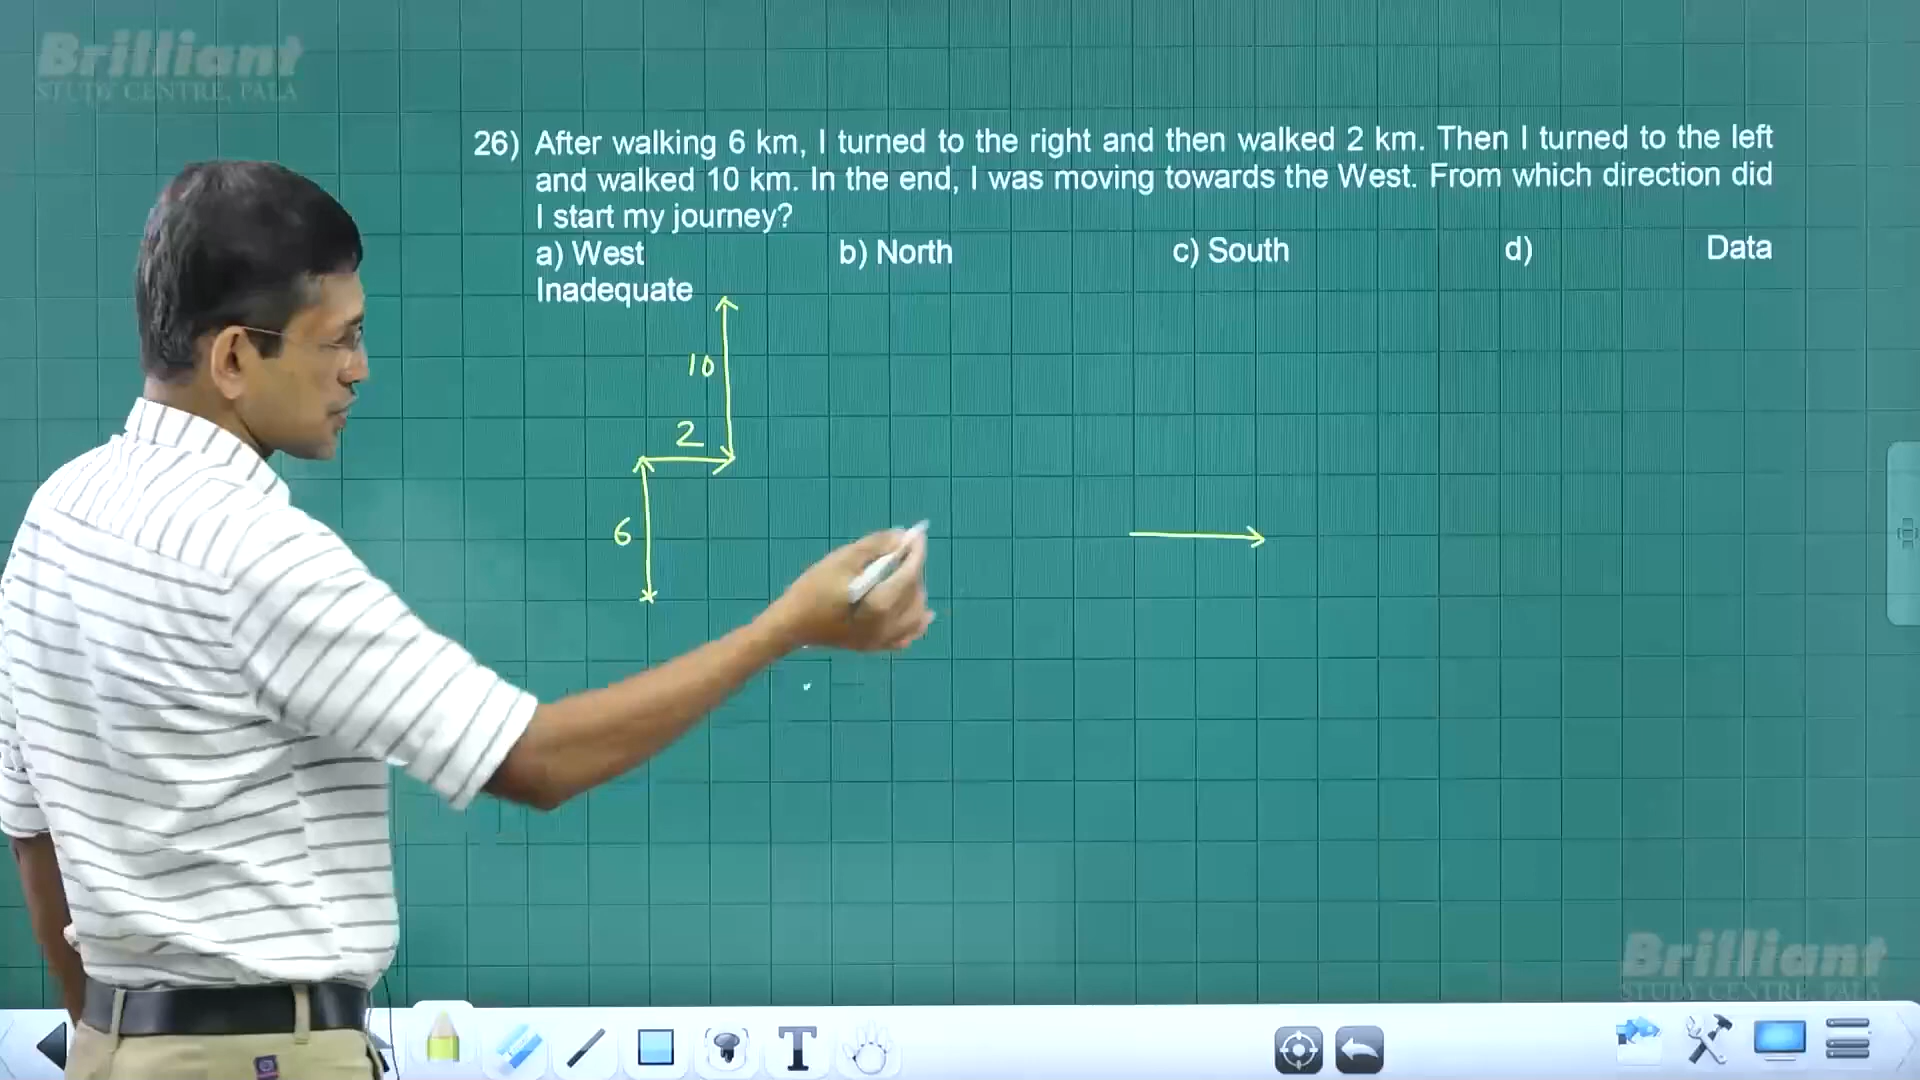 Brilliant
STUDY CENTRE, PALA
26) After walking 6 km, I turned to the right and then walked 2 km. Then I turned to the left
and walked 10 km. In the end, I was moving towards the West. From which direction did
I start my journey?
a) West b) North c) South d) Data
Inadequate
10
2
6
Brilliant
STUDY CENTRE, PALA
T